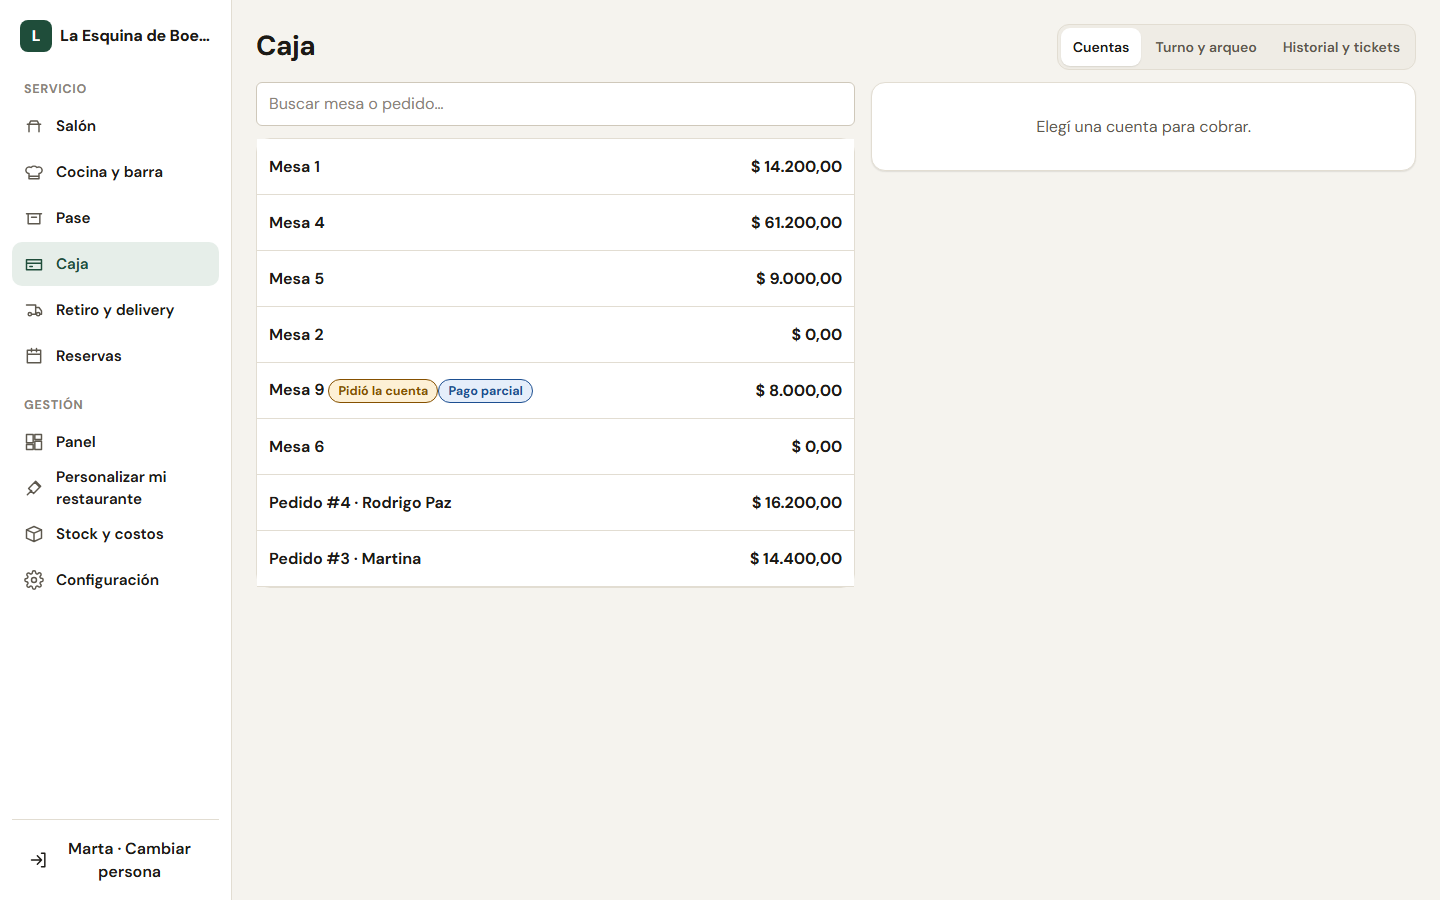 L La Esquina de Boe...
SERVICIO
Salón
Cocina y barra
Pase
Caja
Retiro y delivery
Reservas
GESTIÓN
Panel
Personalizar mi
restaurante
Stock y costos
Configuración
Marta · Cambiar
persona
Caja
Cuentas Turno y arqueo Historial y tickets
Buscar mesa o pedido...
Mesa 1 $ 14.200,00
Mesa 4 $ 61.200,00
Mesa 5 $ 9.000,00
Mesa 2 $ 0,00
Mesa 9 Pidió la cuenta Pago parcial $ 8.000,00
Mesa 6 $ 0,00
Pedido #4 · Rodrigo Paz $ 16.200,00
Pedido #3 · Martina $ 14.400,00
Elegí una cuenta para cobrar.